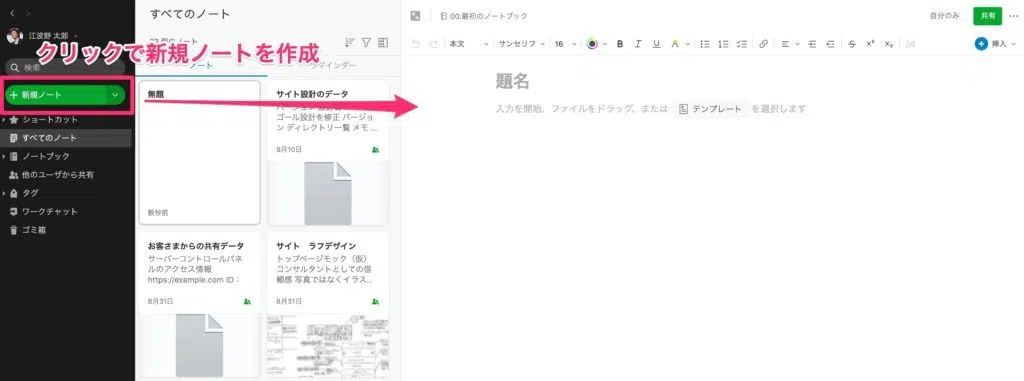 クリックで新規ノートを作成
江波野 太郎
検索
新規ノート
ショートカット
すべてのノート
ノートブック
他のユーザから共有
タグ
ワークチャット
ゴミ箱
すべてのノート
ノート
リマインダー
無題
数秒前
サイト設計のデータ
ゴール設計を修正 バージョ
ン ディレクトリ一覧 メモ ...
9月10日
お客さまからの共有データ
サーバーコントロールパネ
ルのアクセス情報
https://example.com ID：
8月31日
サイト　ラフデザイン
トップページモック（仮）
コンサルタントとしての信
頼感 写真ではなくイラス...
8月31日
00.最初のノートブック
自分のみ
共有
本文
サンセリフ
16
B I U A
挿入
題名
入力を開始、ファイルをドラッグ、または テンプレート を選択します